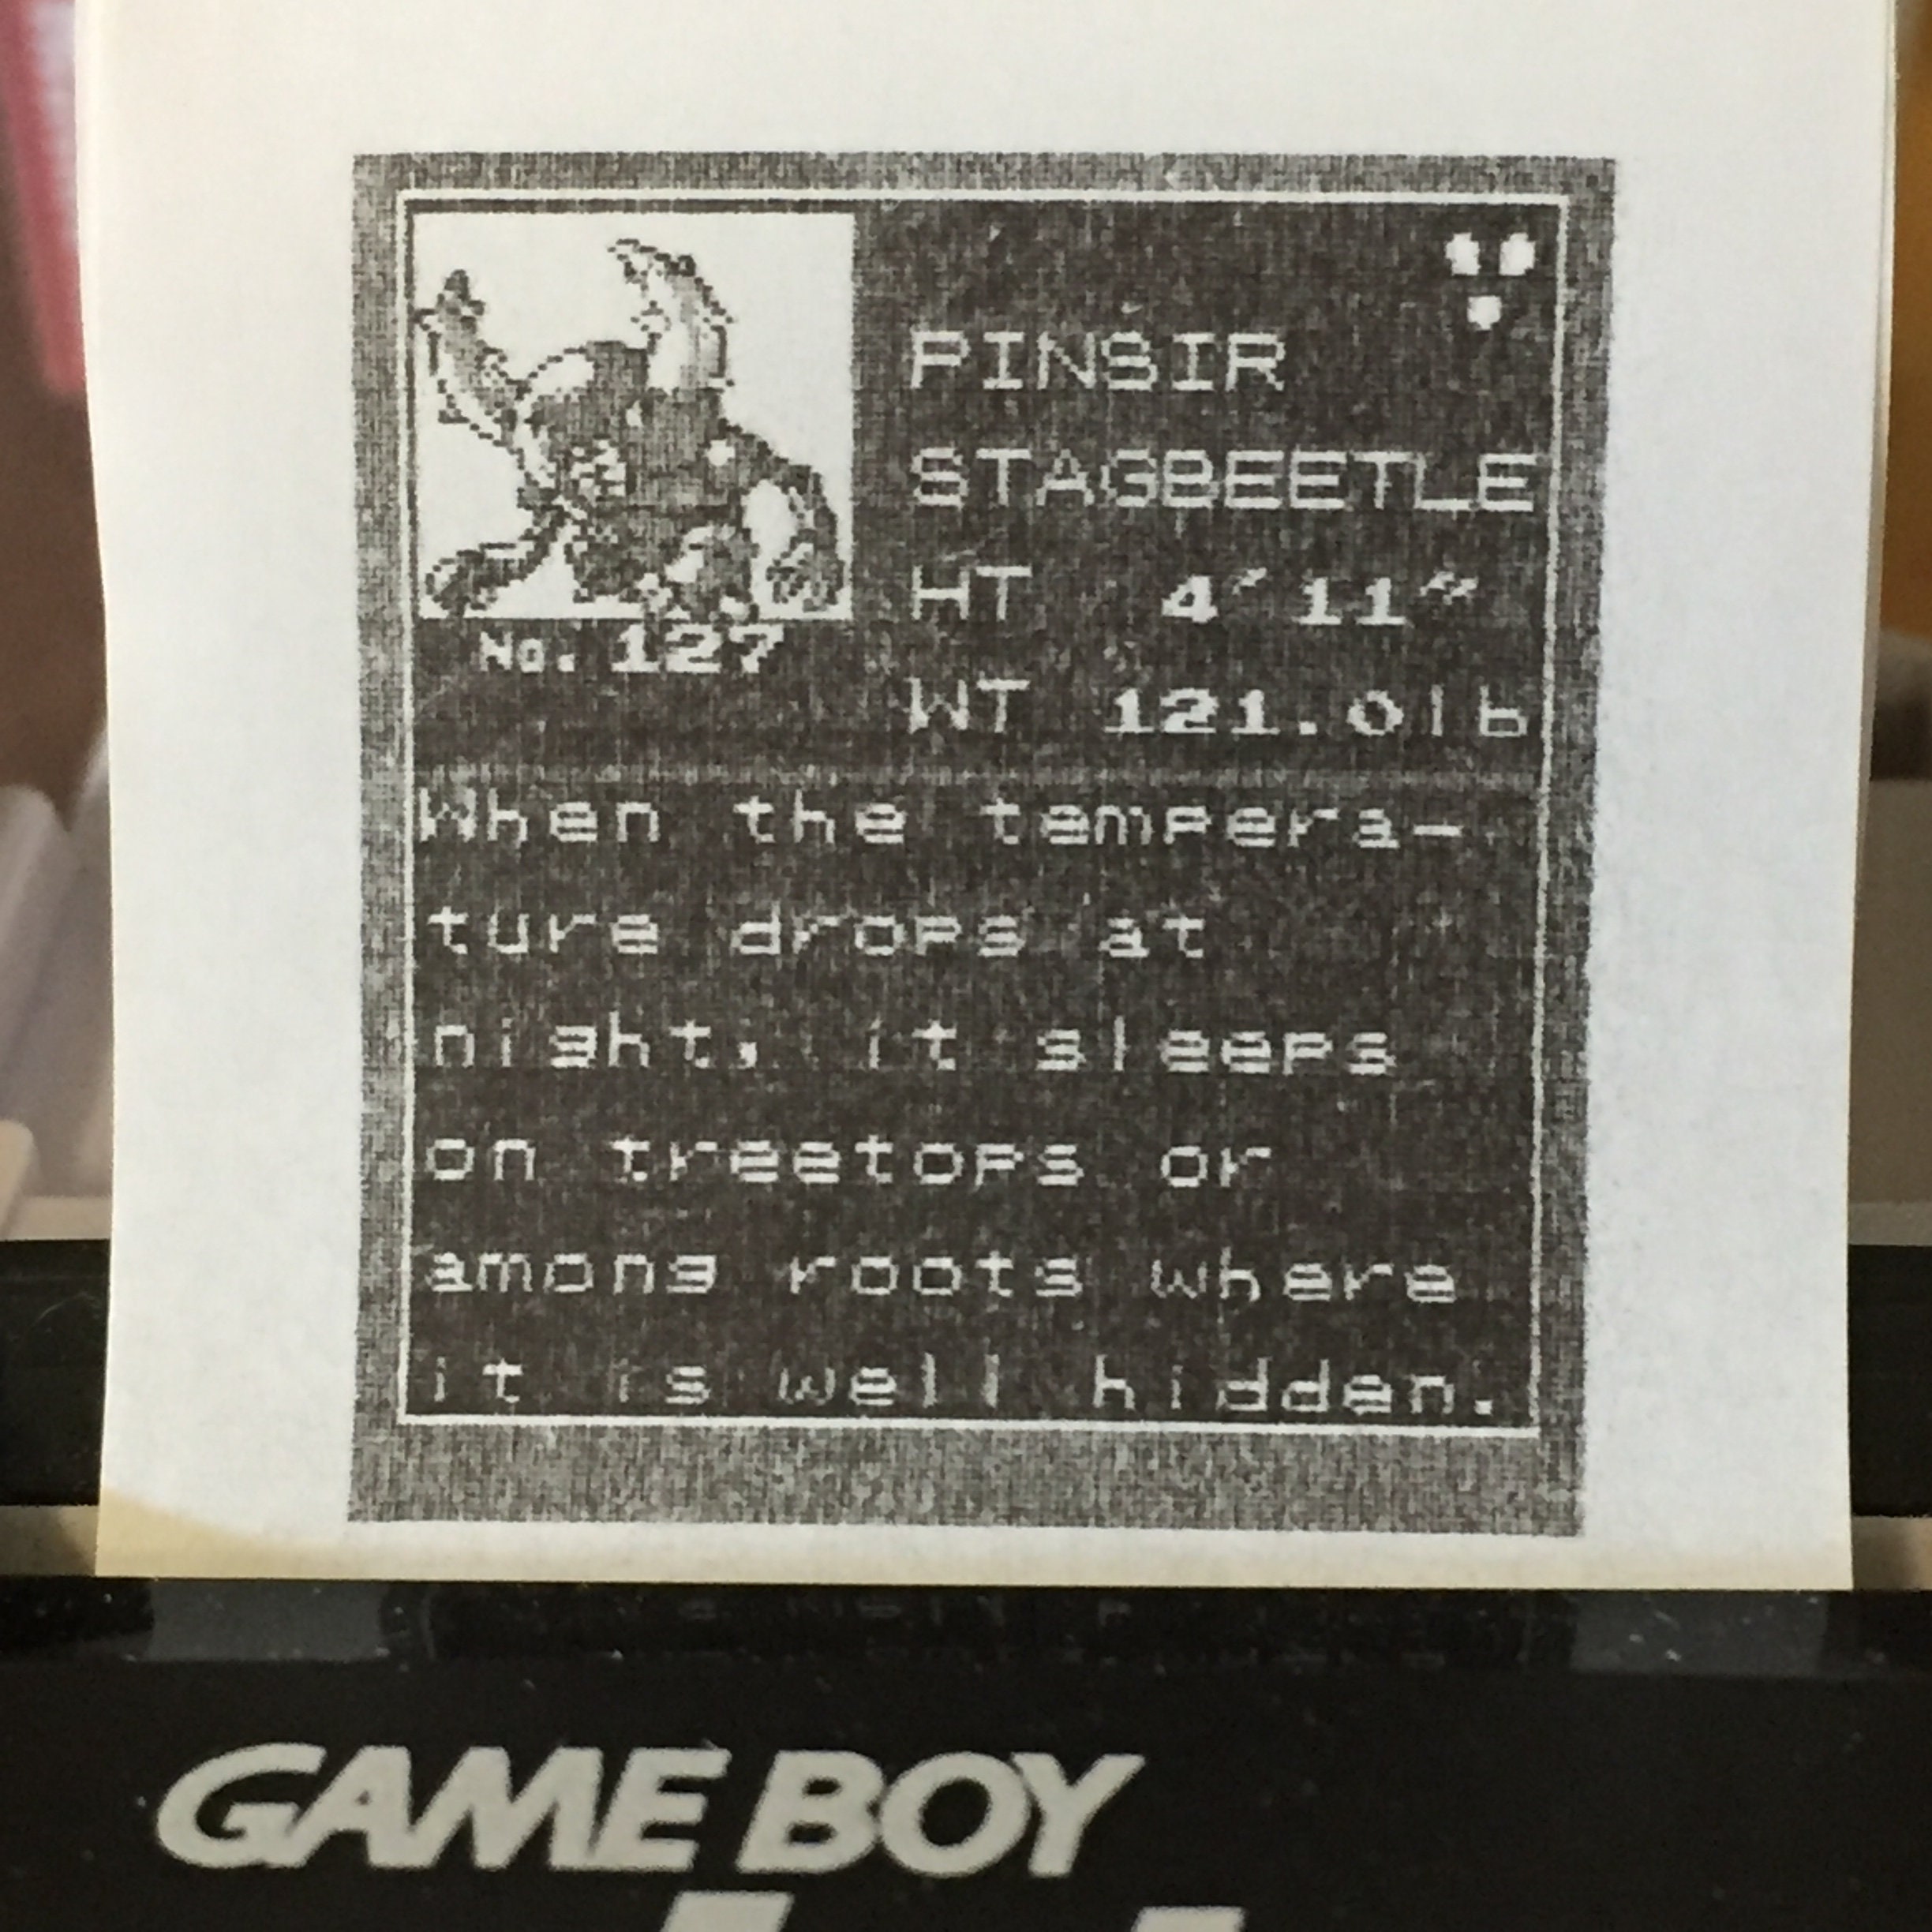 PINSIR
STAGBEETLE
HT 4'11"
No. 127
WT 121.0lb
When the tempera-
ture drops at
night, it sleeps
on treetops or
among roots where
it is well hidden.
GAME BOY